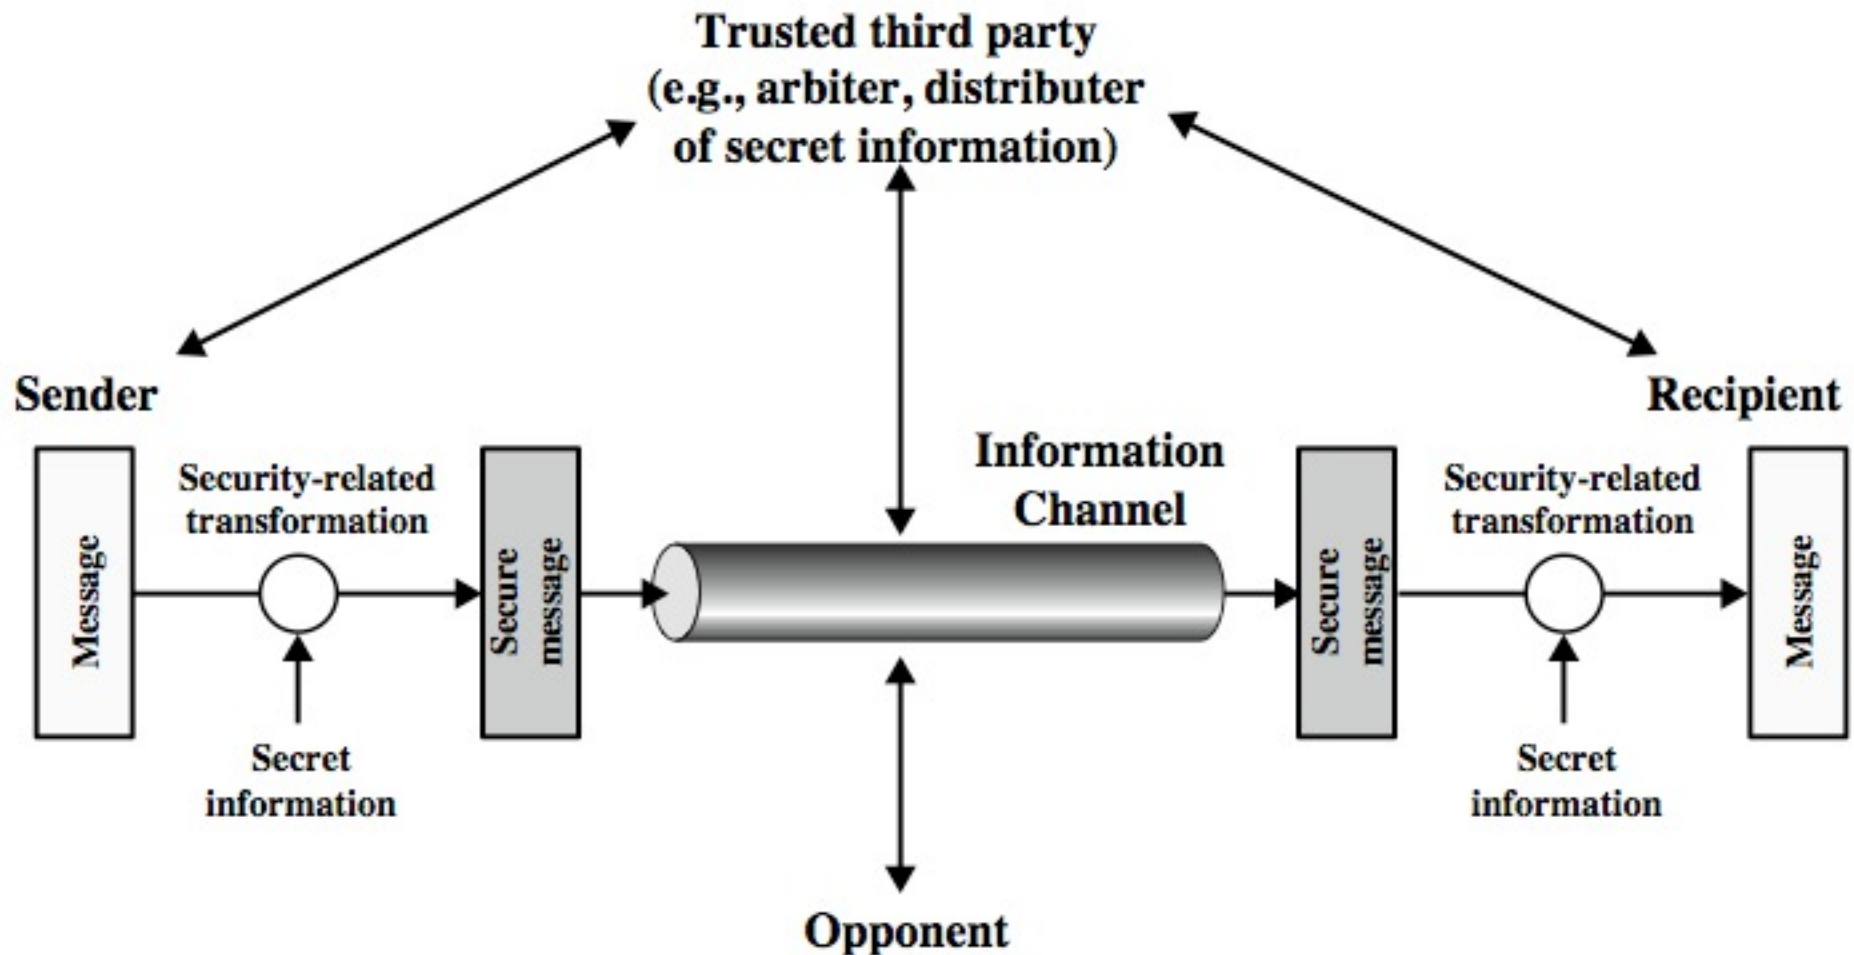 Trusted third party
(e.g., arbiter, distributer
of secret information)
Sender
Recipient
Information
Channel
Message
Security-related
transformation
Secret
information
Secure
message
Secure
message
Security-related
transformation
Secret
information
Message
Opponent